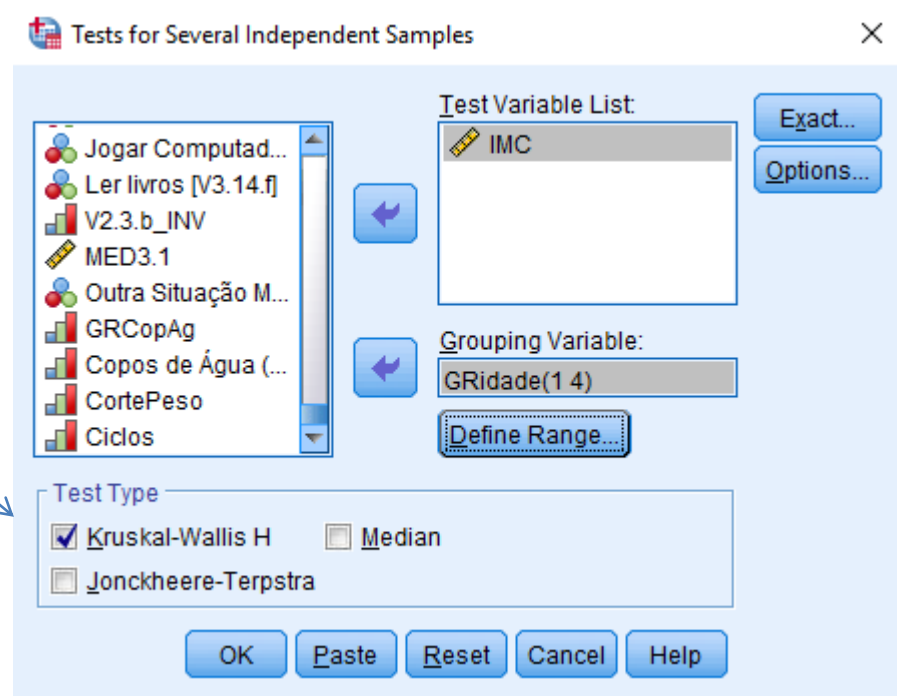 Tests for Several Independent Samples
Jogar Computad...
Ler livros [V3.14.f]
V2.3.b_INV
MED3.1
Outra Situação M...
GRCopAg
Copos de Água (...
CortePeso
Ciclos
Test Variable List:
IMC
Grouping Variable:
GRidade(1 4)
Define Range...
Exact...
Options...
Test Type
Kruskal-Wallis H
Median
Jonckheere-Terpstra
OK
Paste
Reset
Cancel
Help